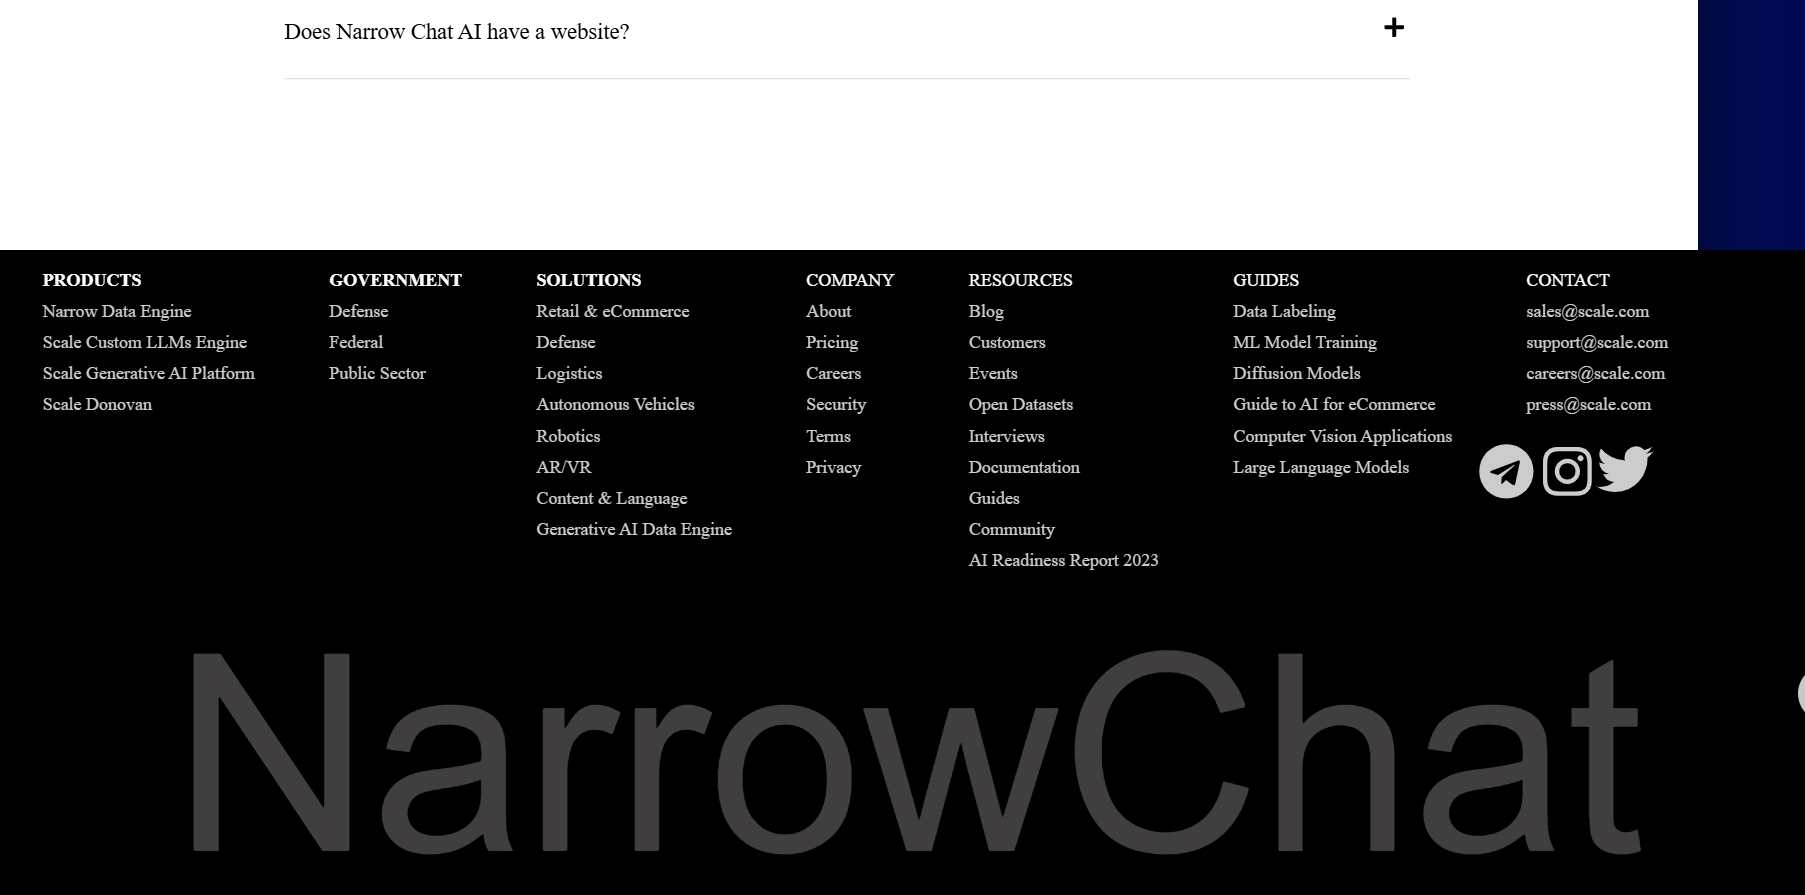 Does Narrow Chat AI have a website?
PRODUCTS
Narrow Data Engine
Scale Custom LLMs Engine
Scale Generative AI Platform
Scale Donovan
GOVERNMENT
Defense
Federal
Public Sector
SOLUTIONS
Retail & eCommerce
Defense
Logistics
Autonomous Vehicles
Robotics
AR/VR
Content & Language
Generative AI Data Engine
COMPANY
About
Pricing
Careers
Security
Terms
Privacy
RESOURCES
Blog
Customers
Events
Open Datasets
Interviews
Documentation
Guides
Community
AI Readiness Report 2023
GUIDES
Data Labeling
ML Model Training
Diffusion Models
Guide to AI for eCommerce
Computer Vision Applications
Large Language Models
CONTACT
sales@scale.com
support@scale.com
careers@scale.com
press@scale.com
NarrowChat